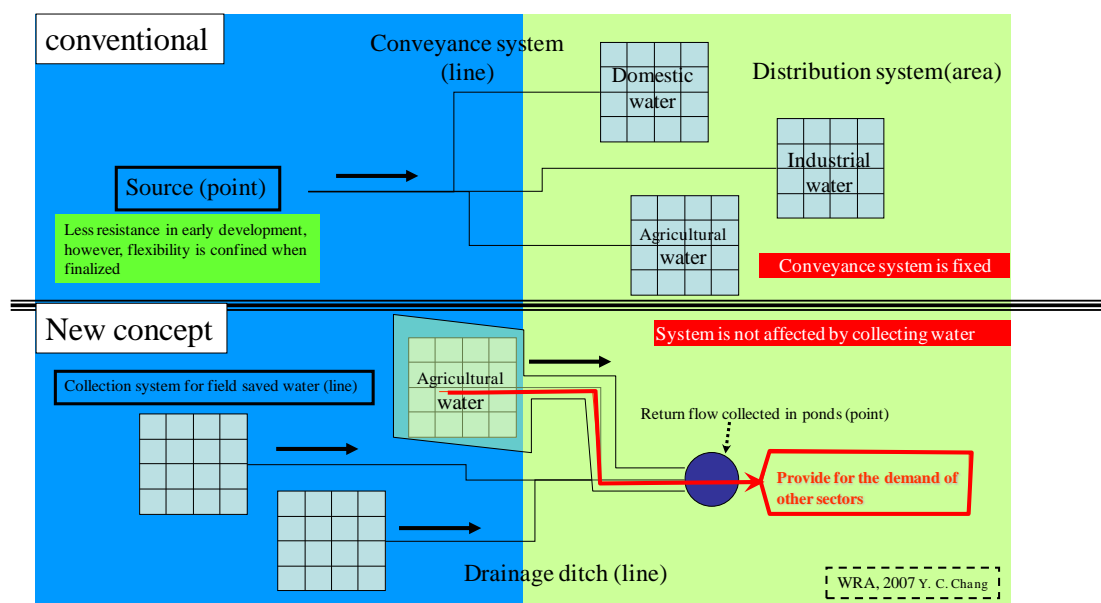 conventional
Conveyance system
(line)
Domestic
water
Distribution system(area)
Source (point)
Industrial
water
Less resistance in early development,
however, flexibility is confined when
finalized
Agricultural
water
Conveyance system is fixed
New concept
System is not affected by collecting water
Collection system for field saved water (line)
Agricultural
water
Return flow collected in ponds (point)
Provide for the demand of
other sectors
Drainage ditch (line)
WRA, 2007 Y. C. Chang